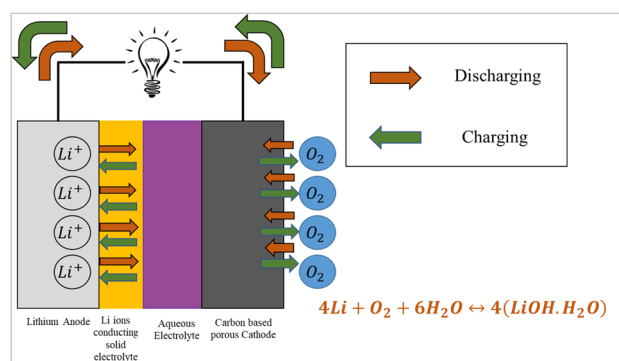 Discharging
Charging
Li⁺ O₂
Li⁺ O₂
Li⁺ O₂
Li⁺ O₂
4Li + O₂ + 6H₂O ↔ 4(LiOH.H₂O)
Lithium Anode
Li ions
conducting
solid
electrolyte
Aqueous
Electrolyte
Carbon based
porous Cathode